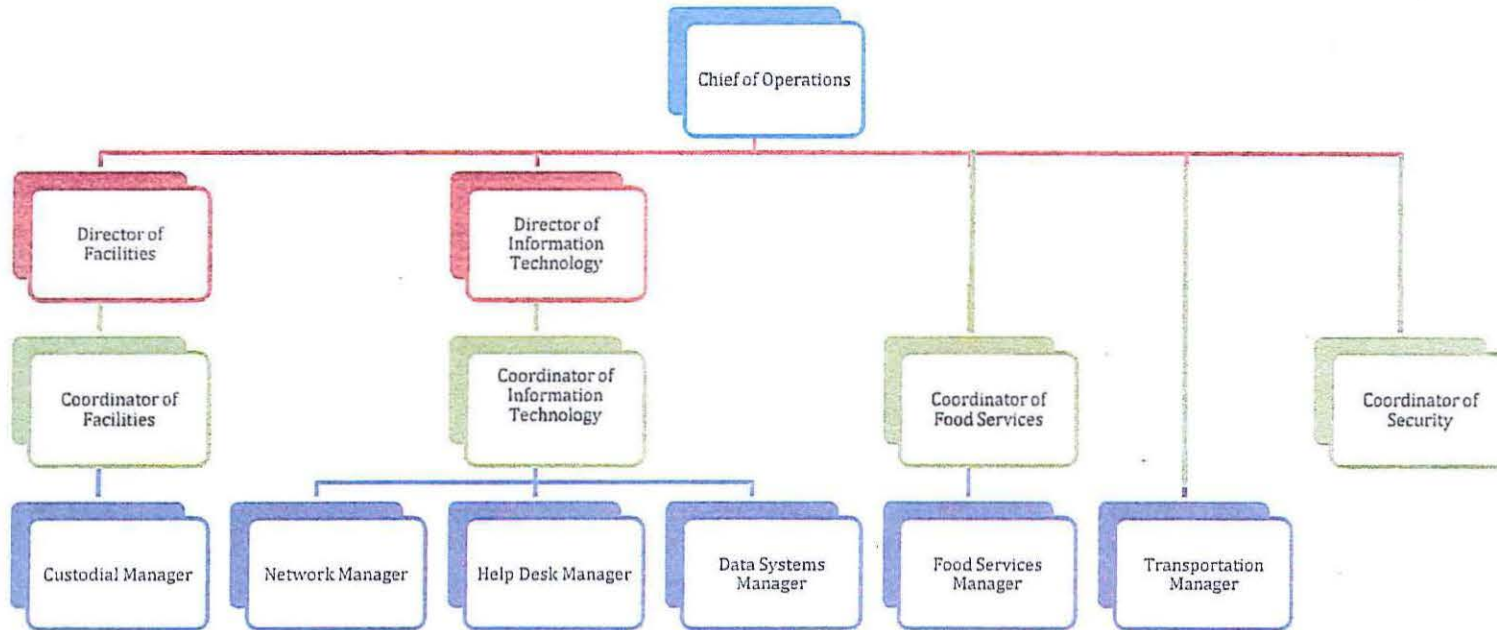 Chief of Operations
Director of
Facilities
Director of
Information
Technology
Coordinator of
Facilities
Coordinator of
Information
Technology
Coordinator of
Food Services
Coordinator of
Security
Custodial Manager
Network Manager
Help Desk Manager
Data Systems
Manager
Food Services
Manager
Transportation
Manager